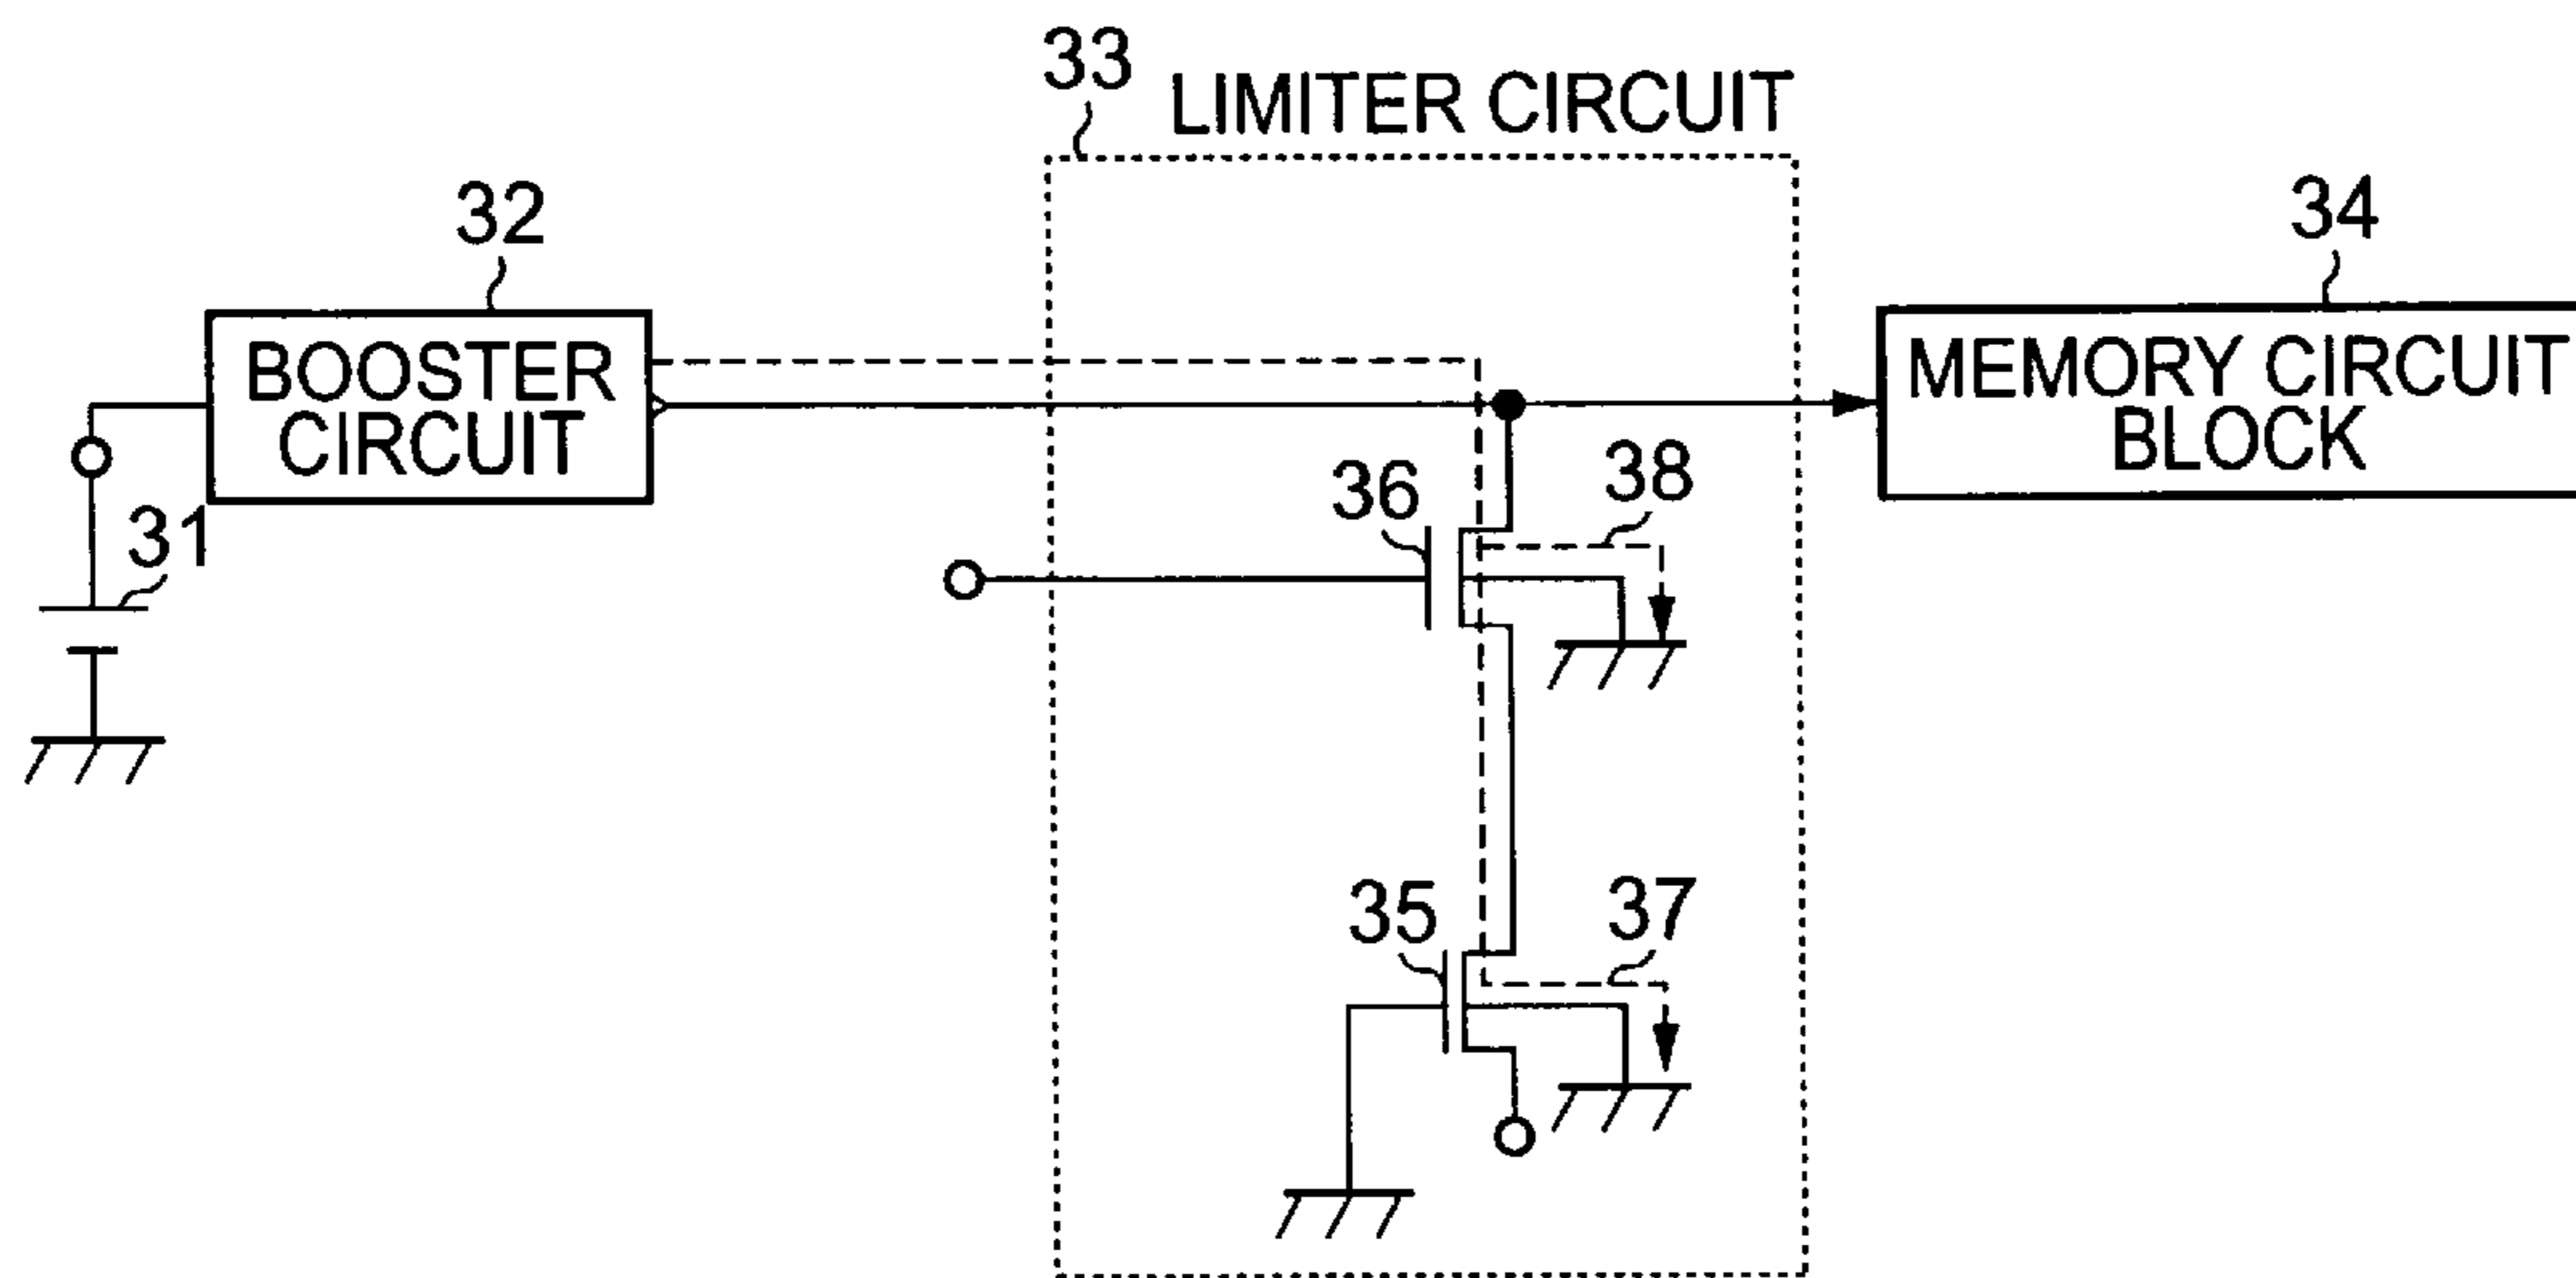 33
LIMITER CIRCUIT
32
34
BOOSTER
CIRCUIT
MEMORY CIRCUIT
BLOCK
36
38
31
35
37